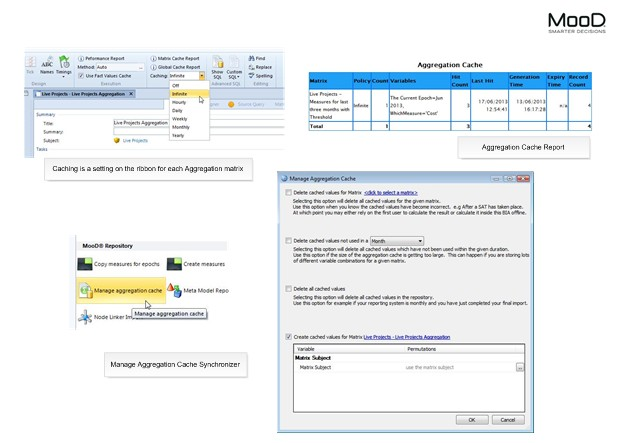 MooD
SMARTER DECISIONS
ABC
Names Timings
Show SQL
Custom SQL
Performance Report
Method: Auto
Use Fast Values Cache
Matrix Cache Report
Global Cache Report
Caching: Infinite
Find
Replace
Spelling
Design
Execution
Advanced SQL
Editing
Off
Infinite
Hourly
Daily
Weekly
Monthly
Yearly
Live Projects - Live Projects Aggregation
Source Query
Summary
Title: Live Projects Aggregation
Summary:
Subject: Live Projects
Tasks
Caching is a setting on the ribbon for each Aggregation matrix
Aggregation Cache
Matrix Policy Count Variables Hit Count Last Hit Generation Time Expiry Time Record Count
Live Projects - Measures for last three months with Threshold Infinite 1 The Current Epoch=Jun 2013, WhichMeasure='Cost' 3 17/06/2013 12:54:41 13/06/2013 16:17:28 n/a 4
Total 1 3 4
Aggregation Cache Report
MooD® Repository
Copy measures for epochs
Create measures
Manage aggregation cache
Meta Model Repo
Manage aggregation cache
Node Linker Im
Manage Aggregation Cache Synchronizer
Manage Aggregation Cache
Delete cached values for Matrix <click to select a matrix>
Selecting this option will delete all cached values for the given matrix.
Use this option when you know the cached values have become incorrect. e.g After a SAT has taken place.
At which point you may either rely on the first user to calculate the result or calculate it inside this BIA offline.
Delete cached values not used in a Month
Selecting this option will delete all cached values which have not been used within the given duration.
Use this option if the size of the aggregation cache is getting too large. This can happen if you are storing lots
of different variable combinations for a given matrix.
Delete all cached values
Selecting this option will delete all cached values in the repository.
Use this option for example if your reporting system is monthly and you have just completed your final import.
Create cached values for Matrix Live Projects - Live Projects Aggregation
Variable Permutations
Matrix Subject
Matrix Subject use the matrix subject ...
OK Cancel